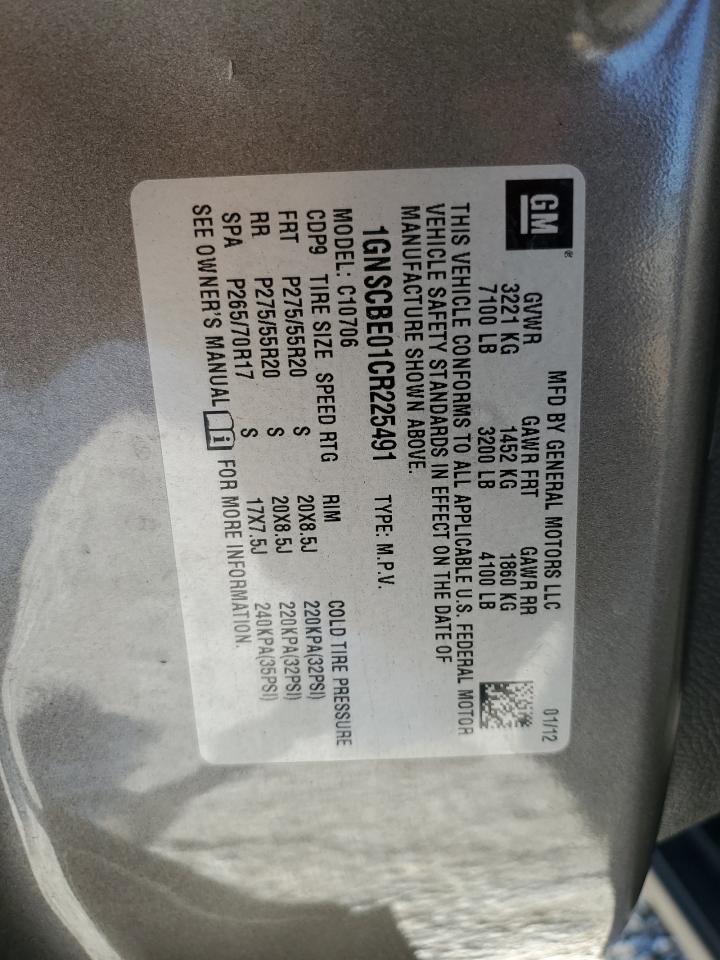 GM®
MFD BY GENERAL MOTORS LLC 01/12
GVWR GAWR FRT GAWR RR
3221 KG 1452 KG 1860 KG
7100 LB 3200 LB 4100 LB
THIS VEHICLE CONFORMS TO ALL APPLICABLE U.S. FEDERAL MOTOR
VEHICLE SAFETY STANDARDS IN EFFECT ON THE DATE OF
MANUFACTURE SHOWN ABOVE.
1GNSCBE01CR225491 TYPE: M.P.V.
MODEL: C10706
CDP9 TIRE SIZE SPEED RTG RIM COLD TIRE PRESSURE
FRT P275/55R20 S 20X8.5J 220KPA(32PSI)
RR P275/55R20 S 20X8.5J 220KPA(32PSI)
SPA P265/70R17 S 17X7.5J 240KPA(35PSI)
SEE OWNER'S MANUAL FOR MORE INFORMATION.